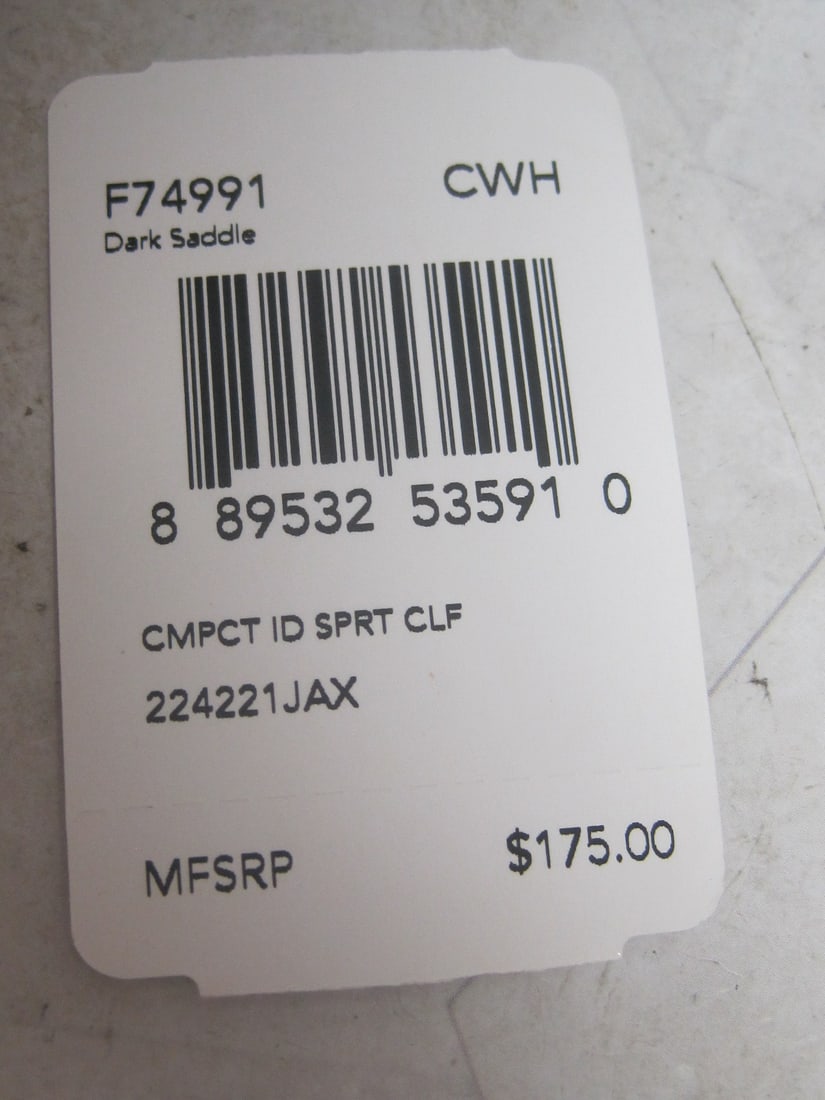 F74991 CWH
Dark Saddle
8 89532 53591 0
CMPCT ID SPRT CLF
224221JAX
MFSRP $175.00